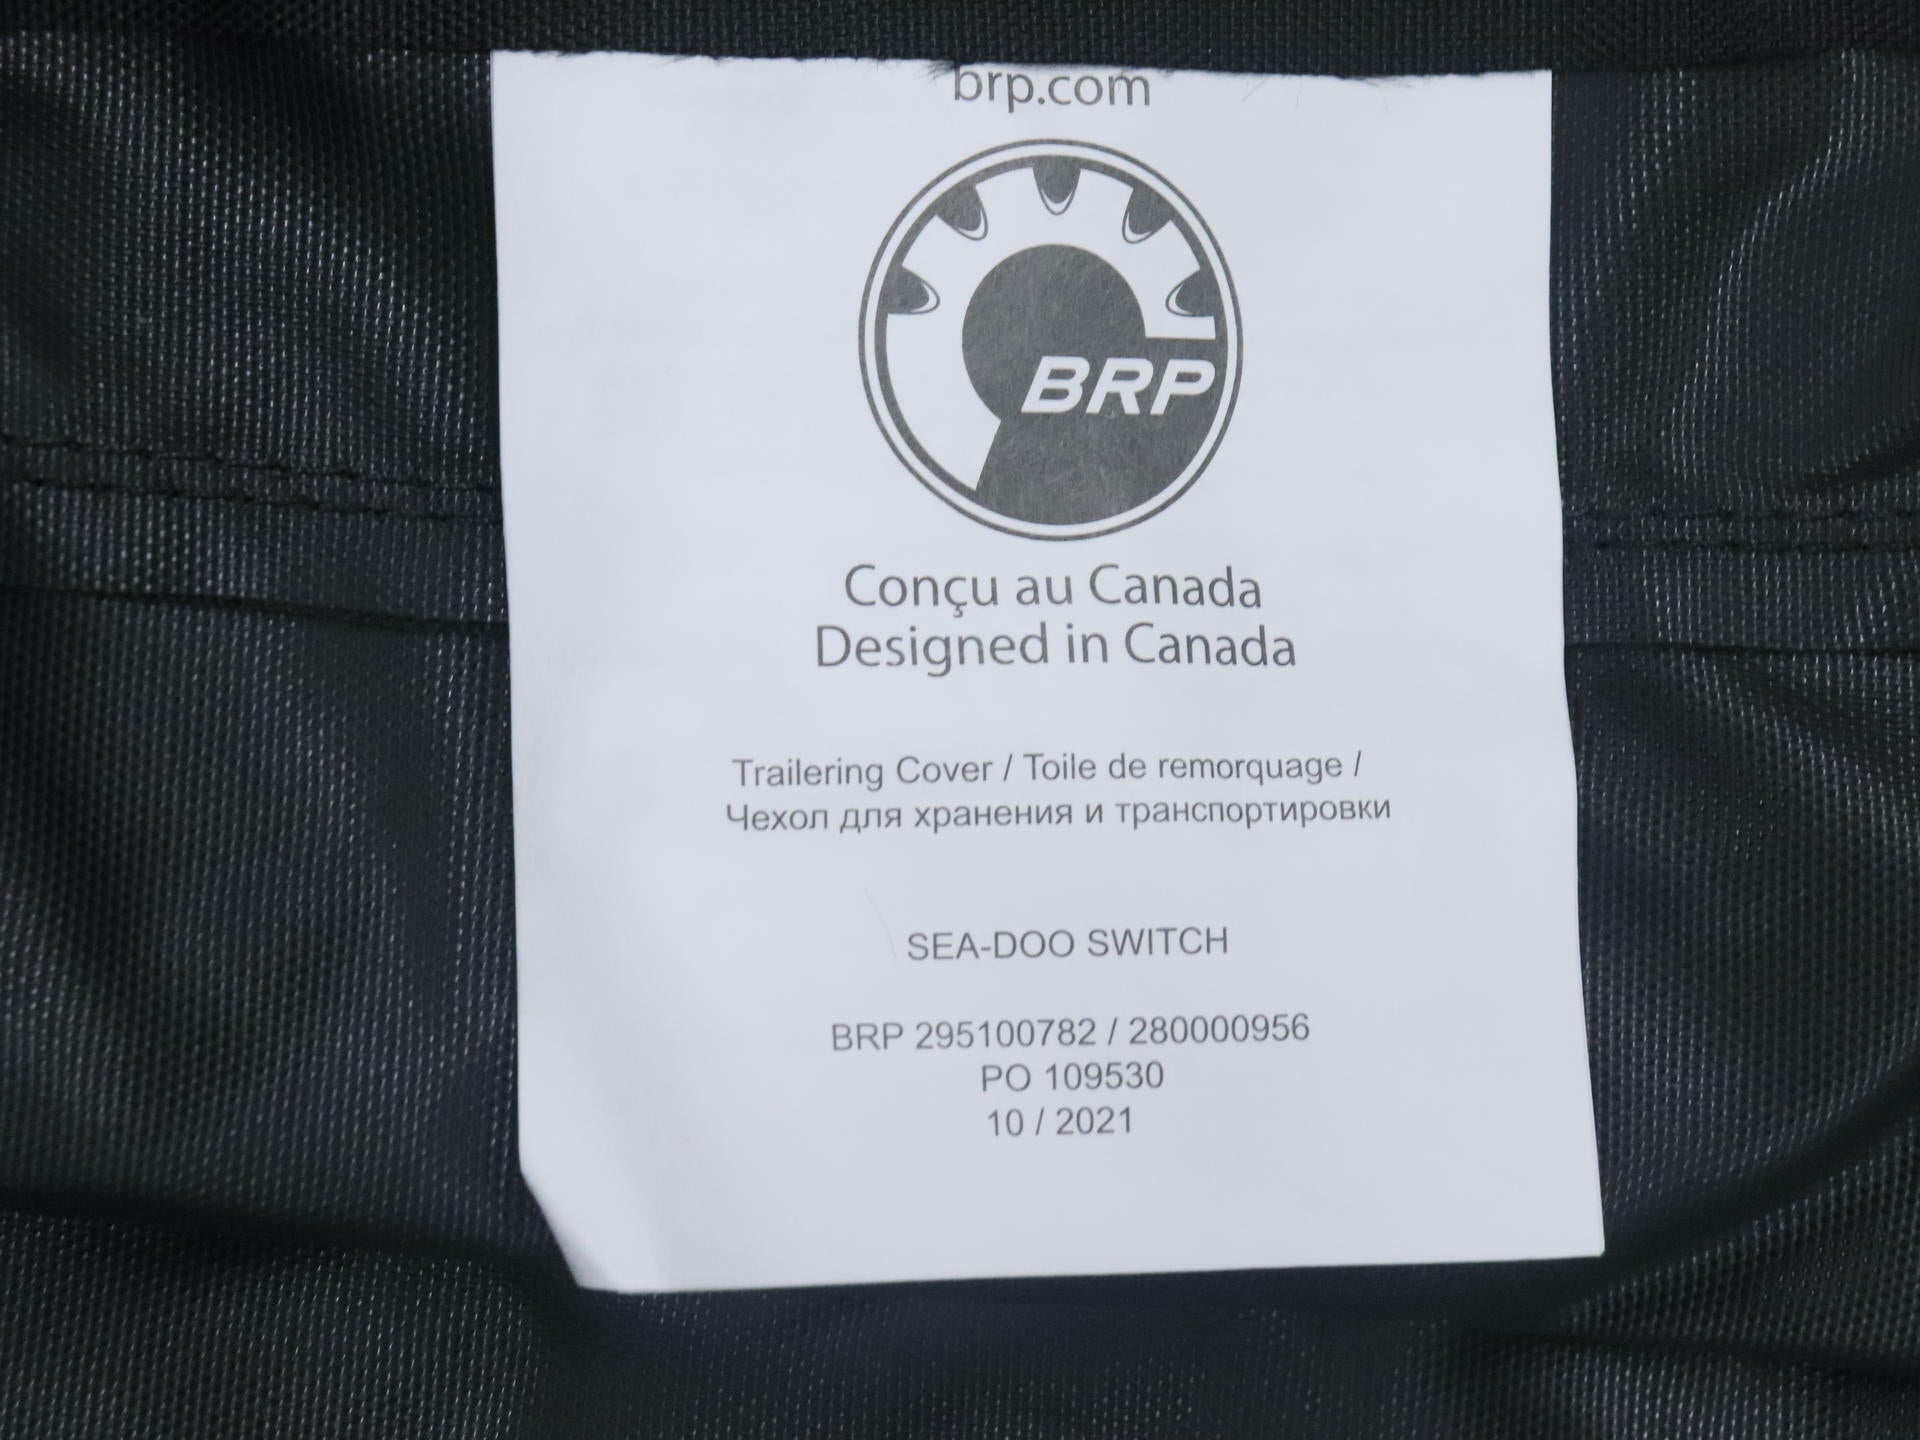 brp.com
BRP
Conçu au Canada
Designed in Canada
Trailering Cover / Toile de remorquage /
Чехол для хранения и транспортировки
SEA-DOO SWITCH
BRP 295100782 / 280000956
PO 109530
10 / 2021